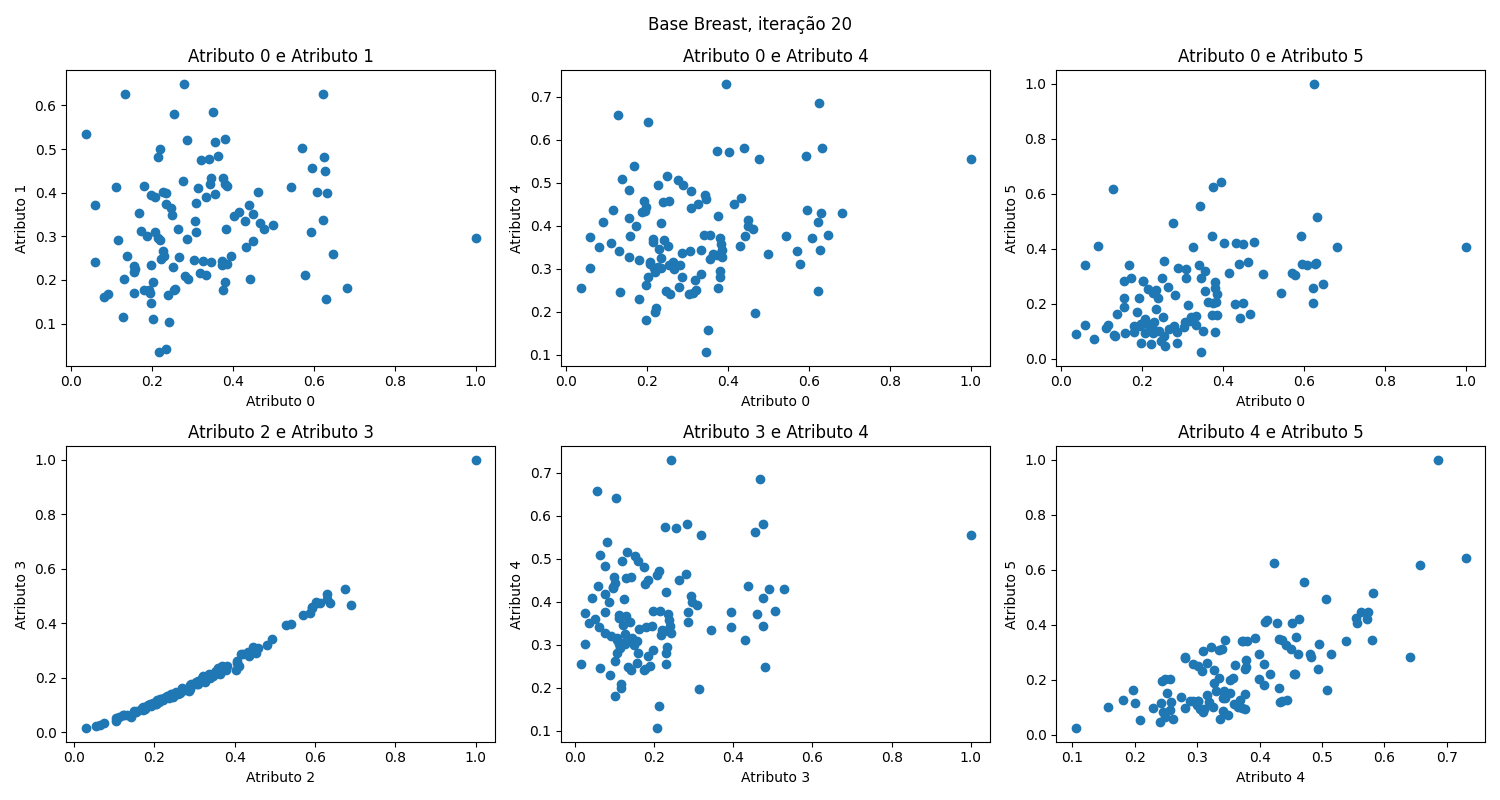 Base Breast, iteração 20
Atributo 0 e Atributo 1
Atributo 1
0.6
0.5
0.4
0.3
0.2
0.1
0.0 0.2 0.4 0.6 0.8 1.0
Atributo 0
Atributo 0 e Atributo 4
Atributo 4
0.7
0.6
0.5
0.4
0.3
0.2
0.1
0.0 0.2 0.4 0.6 0.8 1.0
Atributo 0
Atributo 0 e Atributo 5
Atributo 5
1.0
0.8
0.6
0.4
0.2
0.0
0.0 0.2 0.4 0.6 0.8 1.0
Atributo 0
Atributo 2 e Atributo 3
Atributo 3
1.0
0.8
0.6
0.4
0.2
0.0
0.0 0.2 0.4 0.6 0.8 1.0
Atributo 2
Atributo 3 e Atributo 4
Atributo 4
0.7
0.6
0.5
0.4
0.3
0.2
0.1
0.0 0.2 0.4 0.6 0.8 1.0
Atributo 3
Atributo 4 e Atributo 5
Atributo 5
1.0
0.8
0.6
0.4
0.2
0.0
0.1 0.2 0.3 0.4 0.5 0.6 0.7
Atributo 4